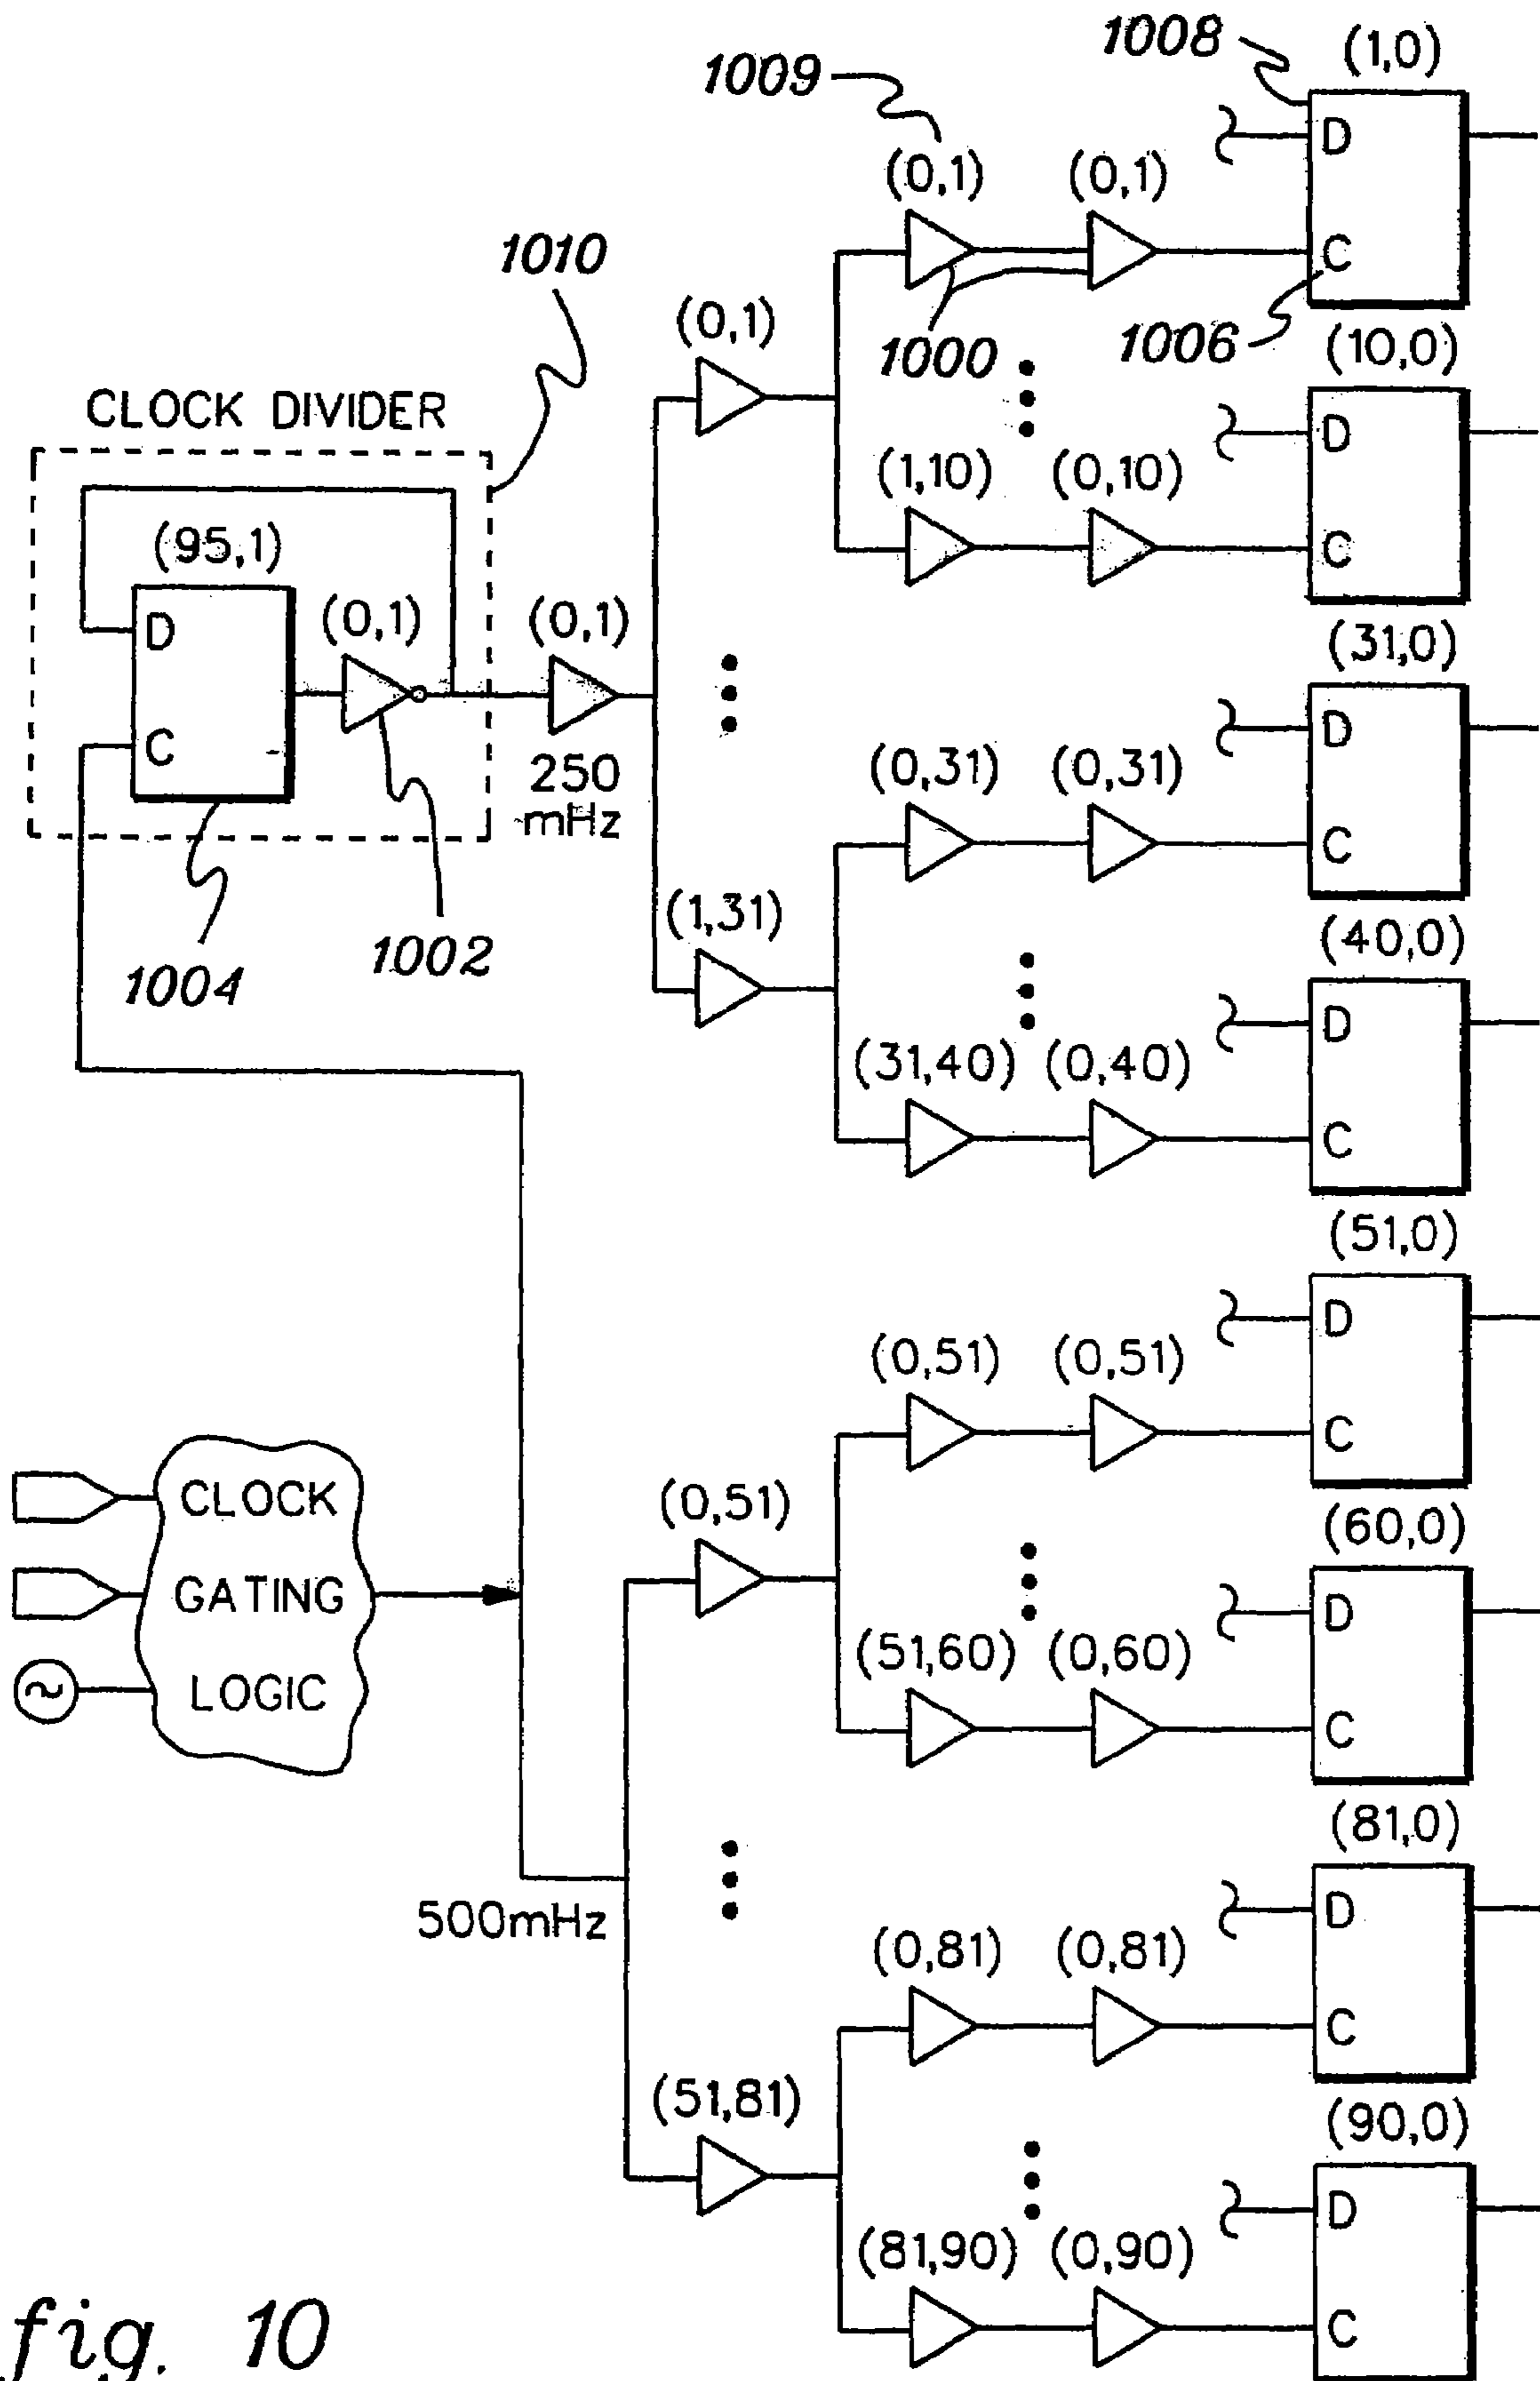 1008 (1,0)
1009
D
(0,1) (0,1)
C
1010
1000 1006 (10,0)
(0,1)
CLOCK DIVIDER
D
(1,10) (0,10)
C
(95,1)
D
(0,1) (0,1)
(31,0)
D
C
250
mHz
(0,31) (0,31)
C
(1,31)
1002
1004
(40,0)
D
(31,40) (0,40)
C
(51,0)
D
(0,51) (0,51)
C
CLOCK
(0,51)
(60,0)
GATING
D
(51,60) (0,60)
LOGIC
C
(81,0)
500mHz
D
(0,81) (0,81)
C
(51,81)
(90,0)
D
(81,90) (0,90)
C
fig. 10